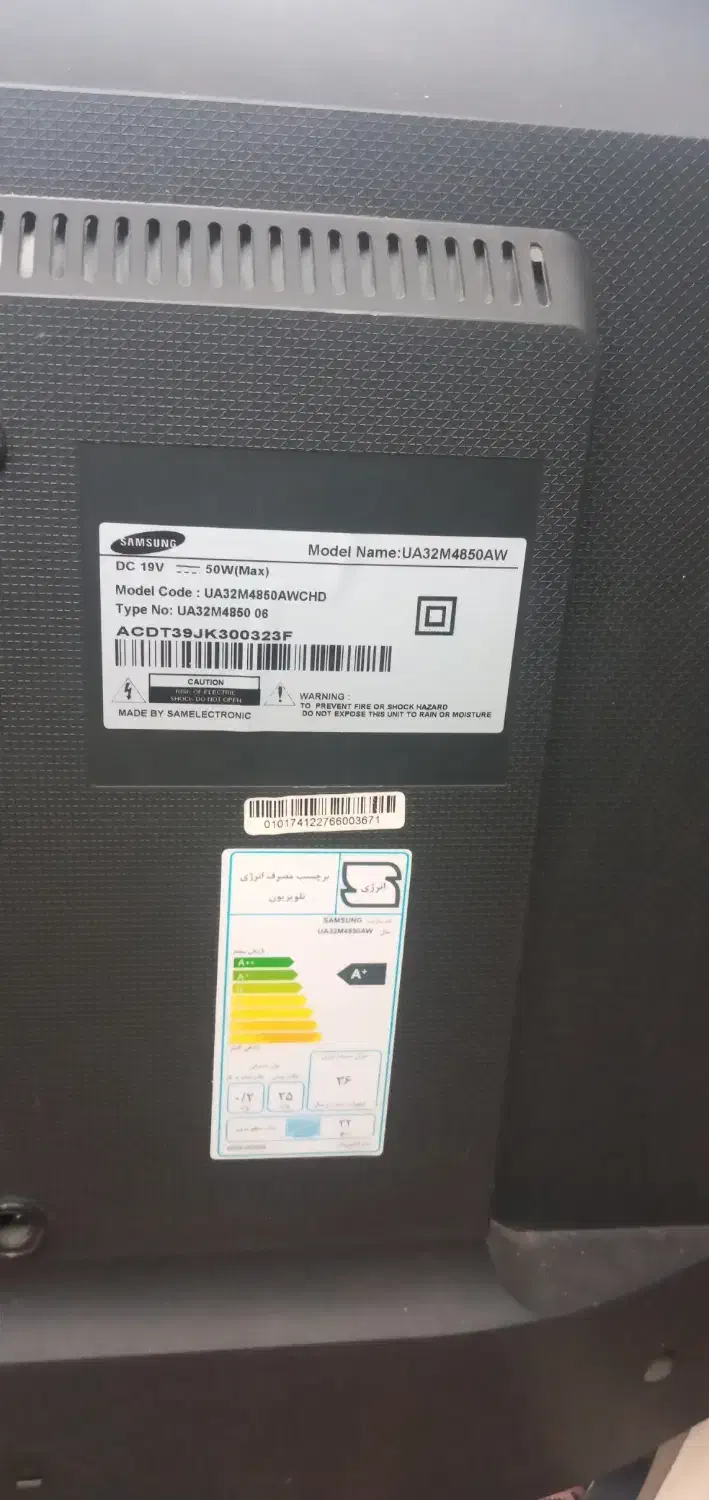 SAMSUNG
Model Name:UA32M4850AW
DC 19V 50W(Max)
Model Code : UA32M4850AWCHD
Type No: UA32M4850 06
ACDT39JK300323F
CAUTION
RISK OF ELECTRIC
SHOCK DO NOT OPEN
WARNING :
TO PREVENT FIRE OR SHOCK HAZARD
DO NOT EXPOSE THIS UNIT TO RAIN OR MOISTURE
MADE BY SAMELECTRONIC
010174122766003671
برچسب مصرف انرژی
تلویزیون
انرژی
SAMSUNG
UA32M4850AW
A++
A+
A+
۳۶
۰/۲
۲۵
۳۲